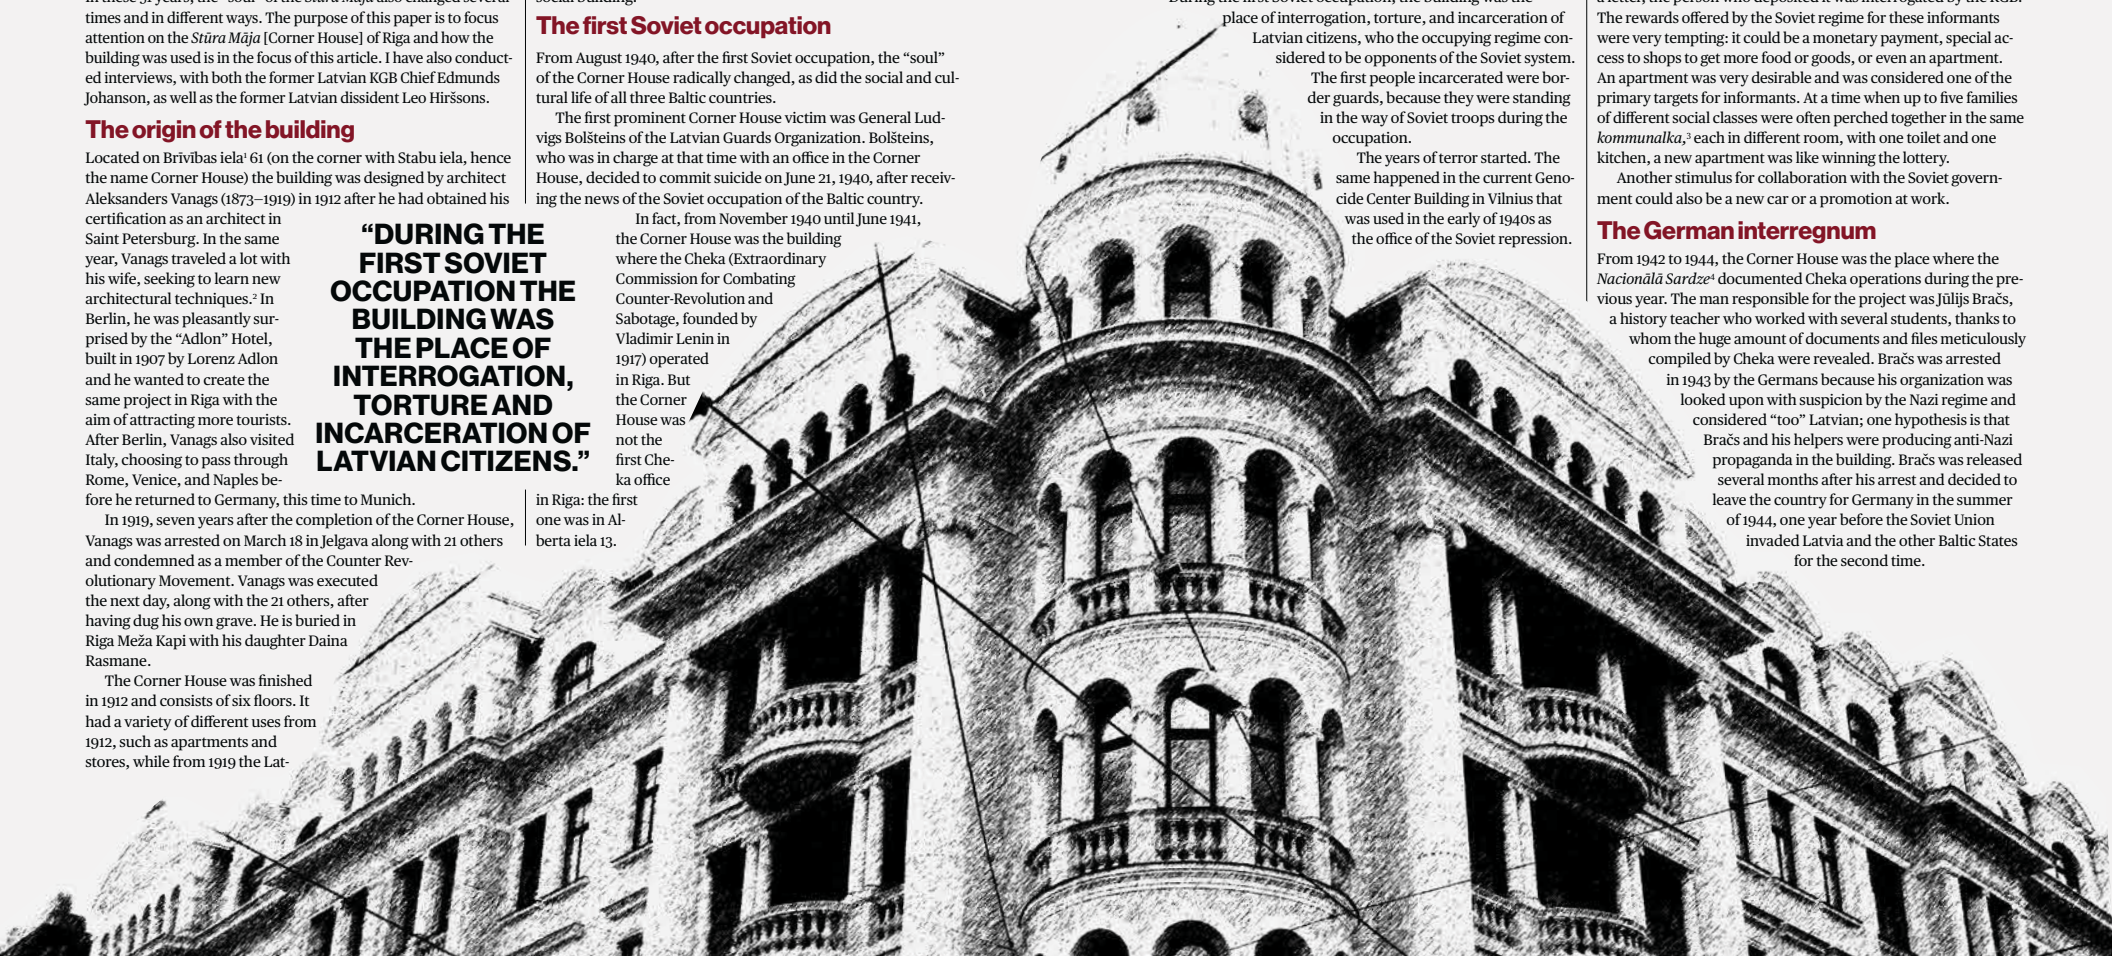 times and in different ways. The purpose of this paper is to focus
attention on the Stūra Māja [Corner House] of Riga and how the
building was used is in the focus of this article. I have also conduct-
ed interviews, with both the former Latvian KGB Chief Edmunds
Johanson, as well as the former Latvian dissident Leo Hiršsons.
The origin of the building
Located on Brīvības iela¹ 61 (on the corner with Stabu iela, hence
the name Corner House) the building was designed by architect
Aleksanders Vanags (1873–1919) in 1912 after he had obtained his
certification as an architect in
Saint Petersburg. In the same
year, Vanags traveled a lot with
his wife, seeking to learn new
architectural techniques.² In
Berlin, he was pleasantly sur-
prised by the “Adlon” Hotel,
built in 1907 by Lorenz Adlon
and he wanted to create the
same project in Riga with the
aim of attracting more tourists.
After Berlin, Vanags also visited
Italy, choosing to pass through
Rome, Venice, and Naples be-
fore he returned to Germany, this time to Munich.
In 1919, seven years after the completion of the Corner House,
Vanags was arrested on March 18 in Jelgava along with 21 others
and condemned as a member of the Counter Rev-
olutionary Movement. Vanags was executed
the next day, along with the 21 others, after
having dug his own grave. He is buried in
Riga Meža Kapi with his daughter Daina
Rasmane.
The Corner House was finished
in 1912 and consists of six floors. It
had a variety of different uses from
1912, such as apartments and
stores, while from 1919 the Lat-
“DURING THE
FIRST SOVIET
OCCUPATION THE
BUILDING WAS
THE PLACE OF
INTERROGATION,
TORTURE AND
INCARCERATION OF
LATVIAN CITIZENS.”
The first Soviet occupation
From August 1940, after the first Soviet occupation, the “soul”
of the Corner House radically changed, as did the social and cul-
tural life of all three Baltic countries.
The first prominent Corner House victim was General Lud-
vigs Bolšteins of the Latvian Guards Organization. Bolšteins,
who was in charge at that time with an office in the Corner
House, decided to commit suicide on June 21, 1940, after receiv-
ing the news of the Soviet occupation of the Baltic country.
In fact, from November 1940 until June 1941,
the Corner House was the building
where the Cheka (Extraordinary
Commission for Combating
Counter-Revolution and
Sabotage, founded by
Vladimir Lenin in
1917) operated
in Riga. But
the Corner
House was
not the
first Che-
ka office
in Riga: the first
one was in Al-
berta iela 13.
place of interrogation, torture, and incarceration of
Latvian citizens, who the occupying regime con-
sidered to be opponents of the Soviet system.
The first people incarcerated were bor-
der guards, because they were standing
in the way of Soviet troops during the
occupation.
The years of terror started. The
same happened in the current Geno-
cide Center Building in Vilnius that
was used in the early of 1940s as
the office of the Soviet repression.
The rewards offered by the Soviet regime for these informants
were very tempting: it could be a monetary payment, special ac-
cess to shops to get more food or goods, or even an apartment.
An apartment was very desirable and was considered one of the
primary targets for informants. At a time when up to five families
of different social classes were often perched together in the same
kommunalka,³ each in different room, with one toilet and one
kitchen, a new apartment was like winning the lottery.
Another stimulus for collaboration with the Soviet govern-
ment could also be a new car or a promotion at work.
The German interregnum
From 1942 to 1944, the Corner House was the place where the
Nacionālā Sardze⁴ documented Cheka operations during the pre-
vious year. The man responsible for the project was Jūlijs Bračs,
a history teacher who worked with several students, thanks to
whom the huge amount of documents and files meticulously
compiled by Cheka were revealed. Bračs was arrested
in 1943 by the Germans because his organization was
looked upon with suspicion by the Nazi regime and
considered “too” Latvian; one hypothesis is that
Bračs and his helpers were producing anti-Nazi
propaganda in the building. Bračs was released
several months after his arrest and decided to
leave the country for Germany in the summer
of 1944, one year before the Soviet Union
invaded Latvia and the other Baltic States
for the second time.